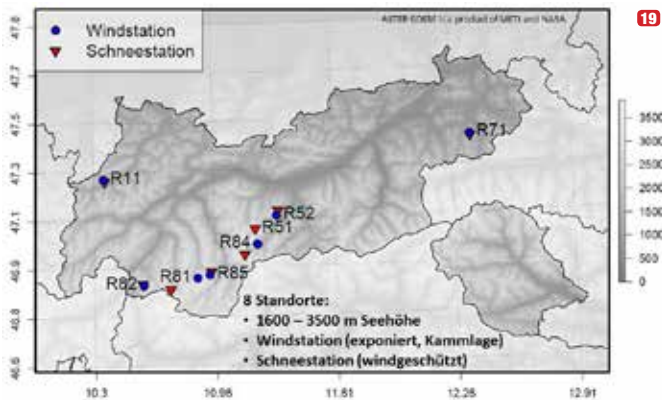 ASTER GDEM is a product of METI and NASA
19
Windstation
Schneestation
R71
R11
R52
R51
R84
R82
R81
R85
8 Standorte:
• 1600 – 3500 m Seehöhe
• Windstation (exponiert, Kammlage)
• Schneestation (windgeschützt)
47.8
47.7
47.5
47.3
47.1
46.9
46.8
46.6
10.3
10.95
11.61
12.26
12.91
3500
3000
2500
2000
1500
1000
500
0